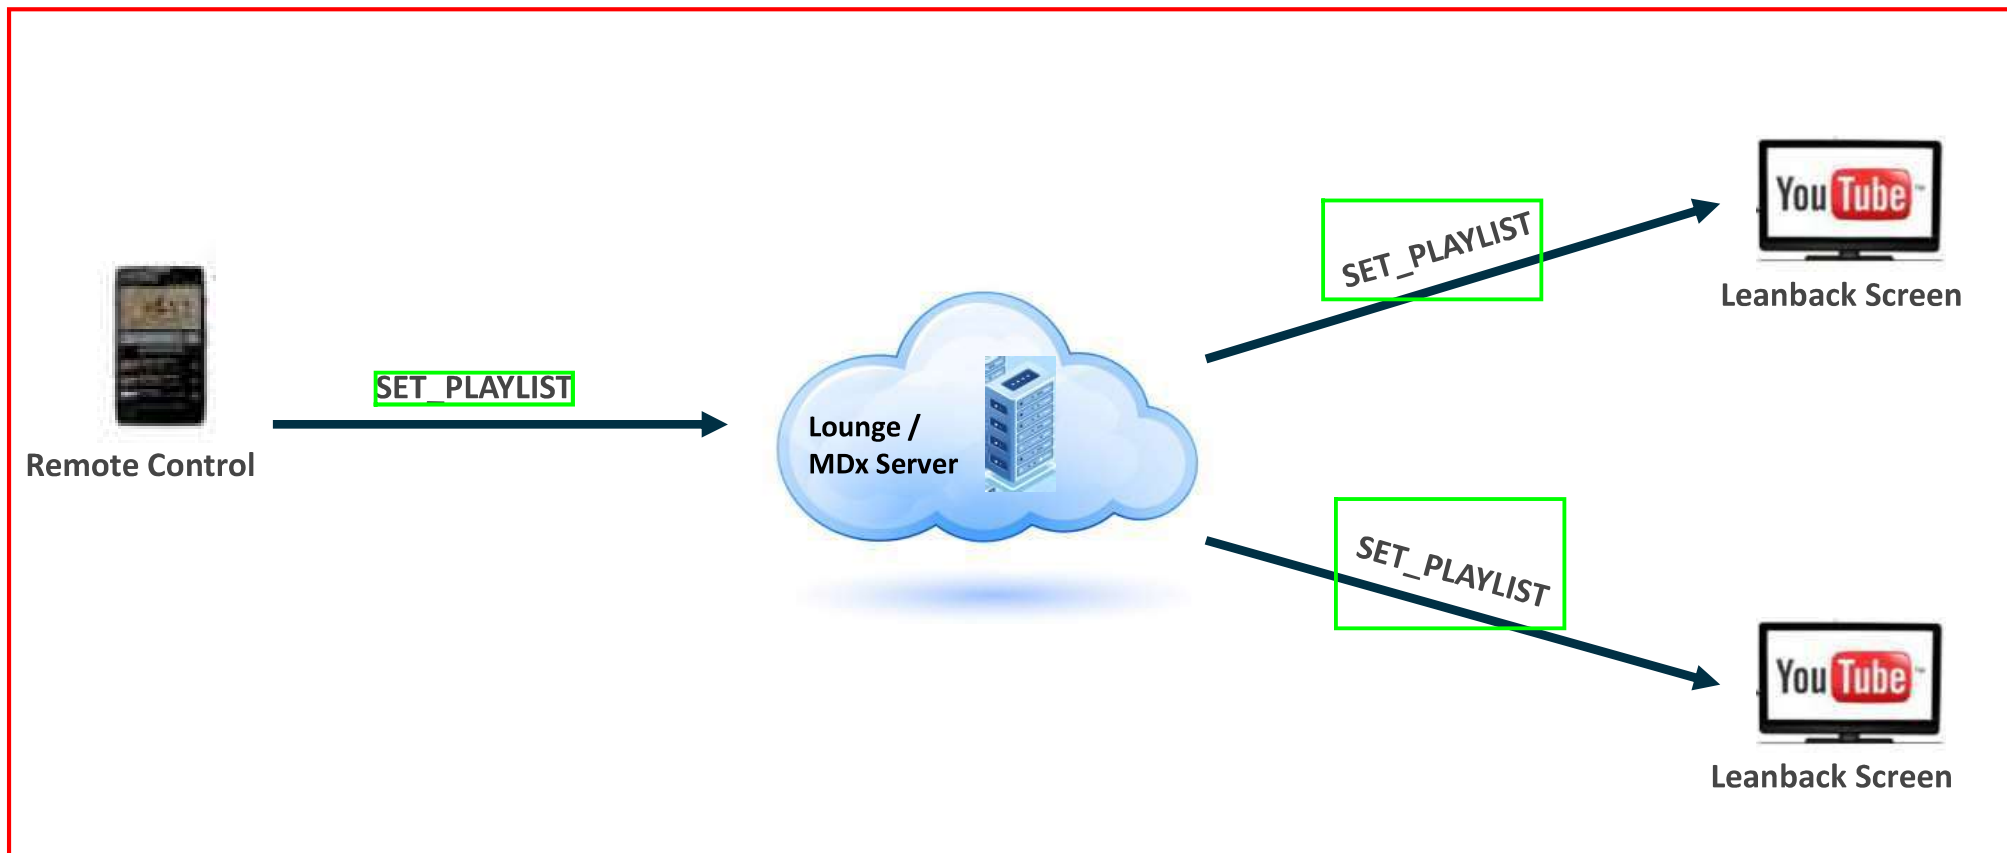 YouTube
SET_PLAYLIST
Leanback Screen
SET_PLAYLIST
Lounge /
MDx Server
Remote Control
SET_PLAYLIST
YouTube
Leanback Screen